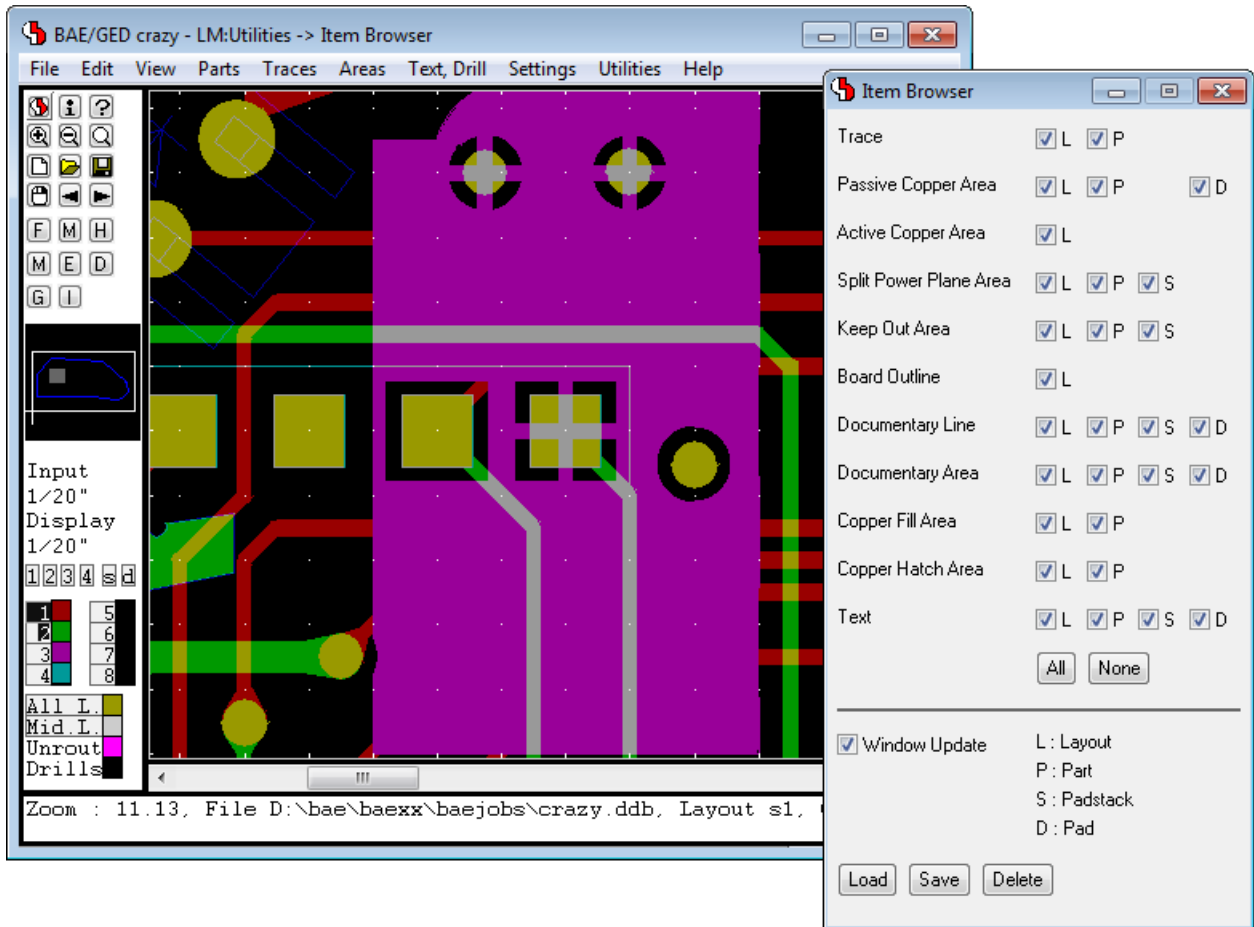 BAE/GED crazy - LM:Utilities -> Item Browser
File Edit View Parts Traces Areas Text, Drill Settings Utilities Help
i ?
F M H
M E D
G I
Input
1/20"
Display
1/20"
1 2 3 4 s d
1 5
2 6
3 7
4 8
All L.
Mid.L.
Unrout
Drills
Zoom : 11.13, File D:\bae\baexx\baejobs\crazy.ddb, Layout s1,
Item Browser
Trace L P
Passive Copper Area L P D
Active Copper Area L
Split Power Plane Area L P S
Keep Out Area L P S
Board Outline L
Documentary Line L P S D
Documentary Area L P S D
Copper Fill Area L P
Copper Hatch Area L P
Text L P S D
All None
Window Update L : Layout
P : Part
S : Padstack
D : Pad
Load Save Delete